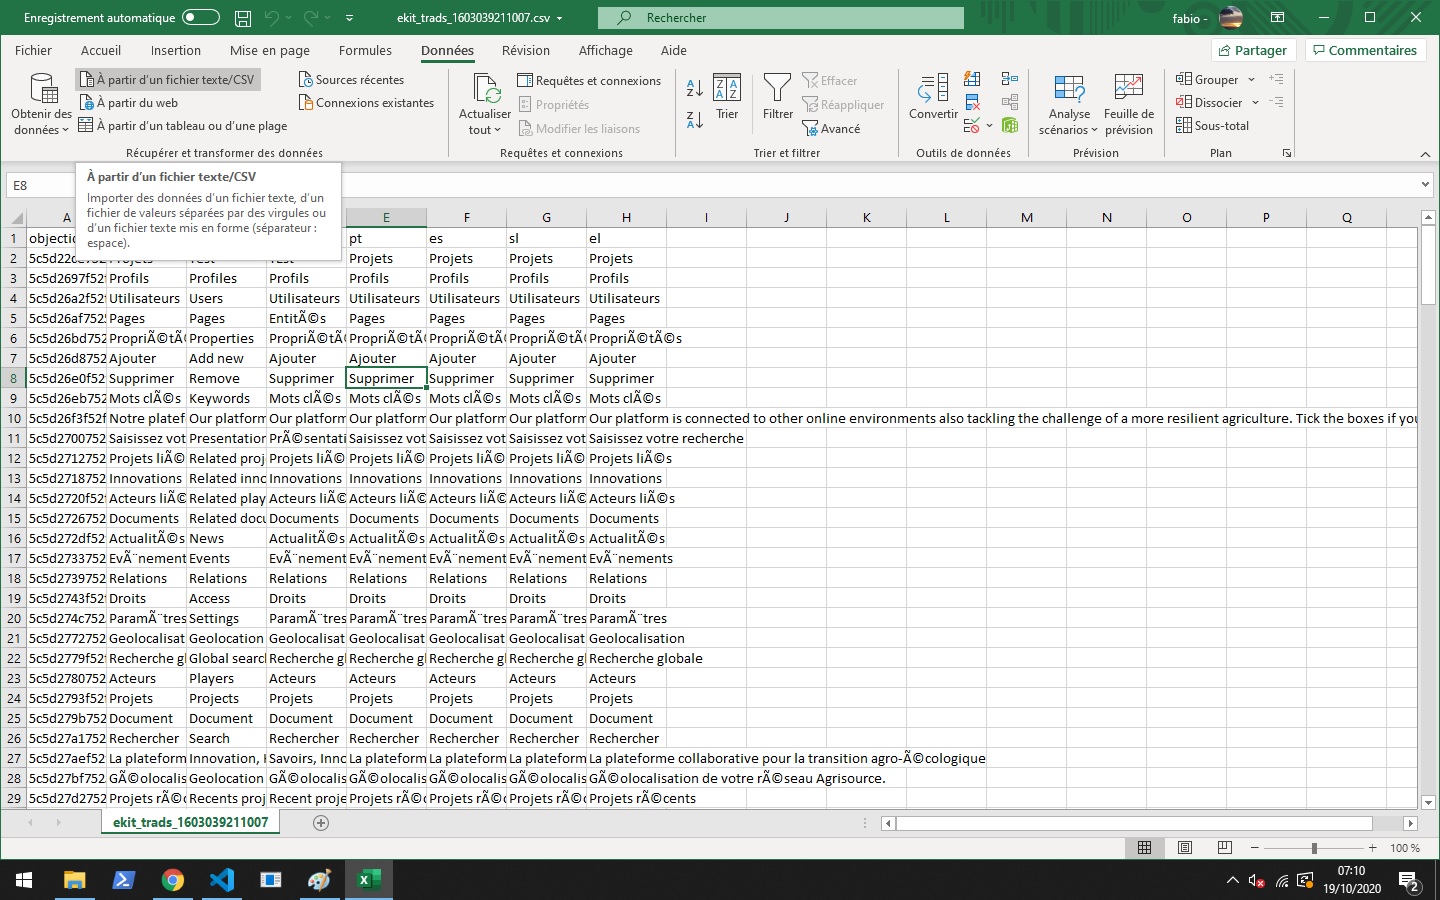 Enregistrement automatique
ekit_trads_1603039211007.csv
Rechercher
fabio -
Fichier Accueil Insertion Mise en page Formules Données Révision Affichage Aide
Partager Commentaires
Obtenir des données
À partir d'un fichier texte/CSV
À partir du web
À partir d'un tableau ou d'une plage
Sources récentes
Connexions existantes
Récupérer et transformer des données
Actualiser tout
Requêtes et connexions
Propriétés
Modifier les liaisons
Requêtes et connexions
Trier
Filtrer
Effacer
Réappliquer
Avancé
Trier et filtrer
Convertir
Outils de données
Analyse scénarios
Feuille de prévision
Prévision
Grouper
Dissocier
Sous-total
Plan
E8
À partir d'un fichier texte/CSV
Importer des données d'un fichier texte, d'un
fichier de valeurs séparées par des virgules ou
d'un fichier texte mis en forme (séparateur :
espace).
A E F G H I J K L M N O P Q
1 objectic pt es sl el
2 Projets Projets Projets Projets
3 5c5d2697f52 Profils Profiles Profils Profils Profils Profils Profils
4 5c5d26a2f52 Utilisateurs Users Utilisateurs Utilisateurs Utilisateurs Utilisateurs Utilisateurs
5 5c5d26af752 Pages Pages EntitÃ©s Pages Pages Pages Pages
6 5c5d26bd752 PropriÃ©tÃ Properties PropriÃ©tÃ PropriÃ©tÃ PropriÃ©tÃ PropriÃ©tÃ PropriÃ©tÃ©s
7 5c5d26d8752 Ajouter Add new Ajouter Ajouter Ajouter Ajouter Ajouter
8 5c5d26e0f52 Supprimer Remove Supprimer Supprimer Supprimer Supprimer Supprimer
9 5c5d26eb752 Mots clÃ©s Keywords Mots clÃ©s Mots clÃ©s Mots clÃ©s Mots clÃ©s Mots clÃ©s
10 5c5d26f3f52 Notre platef Our platform Our platform Our platform Our platform Our platform Our platform is connected to other online environments also tackling the challenge of a more resilient agriculture. Tick the boxes if you
11 5c5d2700752 Saisissez vot Presentation PrÃ©sentati Saisissez vot Saisissez vot Saisissez vot Saisissez votre recherche
12 5c5d2712752 Projets liÃ© Related proj Projets liÃ© Projets liÃ© Projets liÃ© Projets liÃ© Projets liÃ©s
13 5c5d2718752 Innovations Related inno Innovations Innovations Innovations Innovations Innovations
14 5c5d2720f52 Acteurs liÃ© Related play Acteurs liÃ© Acteurs liÃ© Acteurs liÃ© Acteurs liÃ© Acteurs liÃ©s
15 5c5d2726752 Documents Related docu Documents Documents Documents Documents Documents
16 5c5d272df52 ActualitÃ©s News ActualitÃ©s ActualitÃ©s ActualitÃ©s ActualitÃ©s ActualitÃ©s
17 5c5d2733752 EvÃ¨nement Events EvÃ¨nement EvÃ¨nement EvÃ¨nement EvÃ¨nement EvÃ¨nements
18 5c5d2739752 Relations Relations Relations Relations Relations Relations Relations
19 5c5d2743f52 Droits Access Droits Droits Droits Droits Droits
20 5c5d274c752 ParamÃ¨tres Settings ParamÃ¨tres ParamÃ¨tres ParamÃ¨tres ParamÃ¨tres ParamÃ¨tres
21 5c5d2772752 Geolocalisat Geolocation Geolocalisat Geolocalisat Geolocalisat Geolocalisat Geolocalisation
22 5c5d2779f52 Recherche gl Global search Recherche gl Recherche gl Recherche gl Recherche gl Recherche globale
23 5c5d2780752 Acteurs Players Acteurs Acteurs Acteurs Acteurs Acteurs
24 5c5d2793f52 Projets Projects Projets Projets Projets Projets Projets
25 5c5d279b752 Document Document Document Document Document Document Document
26 5c5d27a1752 Rechercher Search Rechercher Rechercher Rechercher Rechercher Rechercher
27 5c5d27aef52 La plateform Innovation, Savoirs, Inno La plateform La plateform La plateform La plateforme collaborative pour la transition agro-Ã©cologique
28 5c5d27bf752 GÃ©olocalis Geolocation GÃ©olocalis GÃ©olocalis GÃ©olocalis GÃ©olocalis GÃ©olocalisation de votre rÃ©seau Agrisource.
29 5c5d27d2752 Projets rÃ© Recents proj Recent proje Projets rÃ© Projets rÃ© Projets rÃ© Projets rÃ©cents
ekit_trads_1603039211007
100 %
07:10
19/10/2020
2